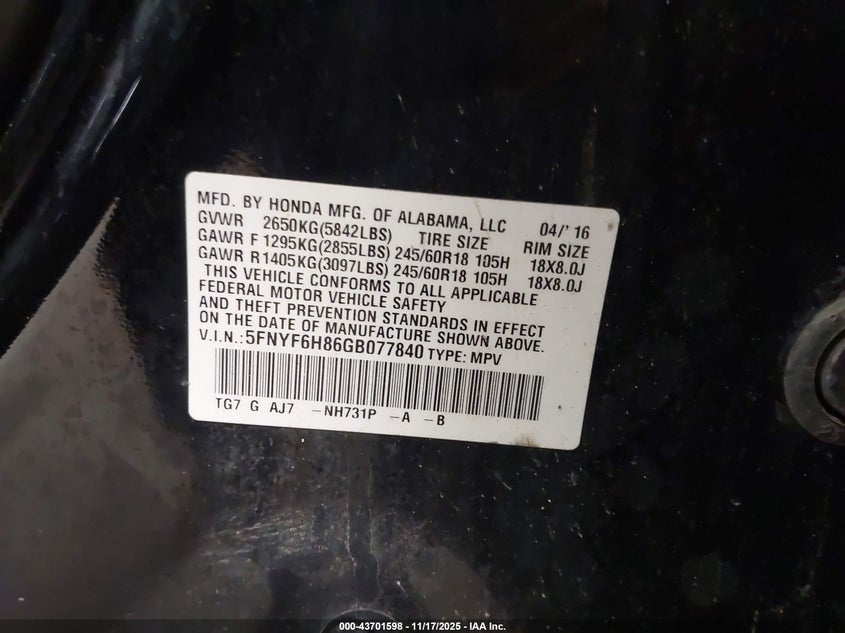 MFD. BY HONDA MFG. OF ALABAMA, LLC 04/' 16
GVWR 2650KG(5842LBS) TIRE SIZE RIM SIZE
GAWR F 1295KG(2855LBS) 245/60R18 105H 18X8.0J
GAWR R 1405KG(3097LBS) 245/60R18 105H 18X8.0J
THIS VEHICLE CONFORMS TO ALL APPLICABLE
FEDERAL MOTOR VEHICLE SAFETY
AND THEFT PREVENTION STANDARDS IN EFFECT
ON THE DATE OF MANUFACTURE SHOWN ABOVE.
V.I.N.:5FNYF6H86GB077840 TYPE: MPV
TG7 G AJ7 -NH731P -A -B
000-43701598 - 11/17/2025 - IAA Inc.